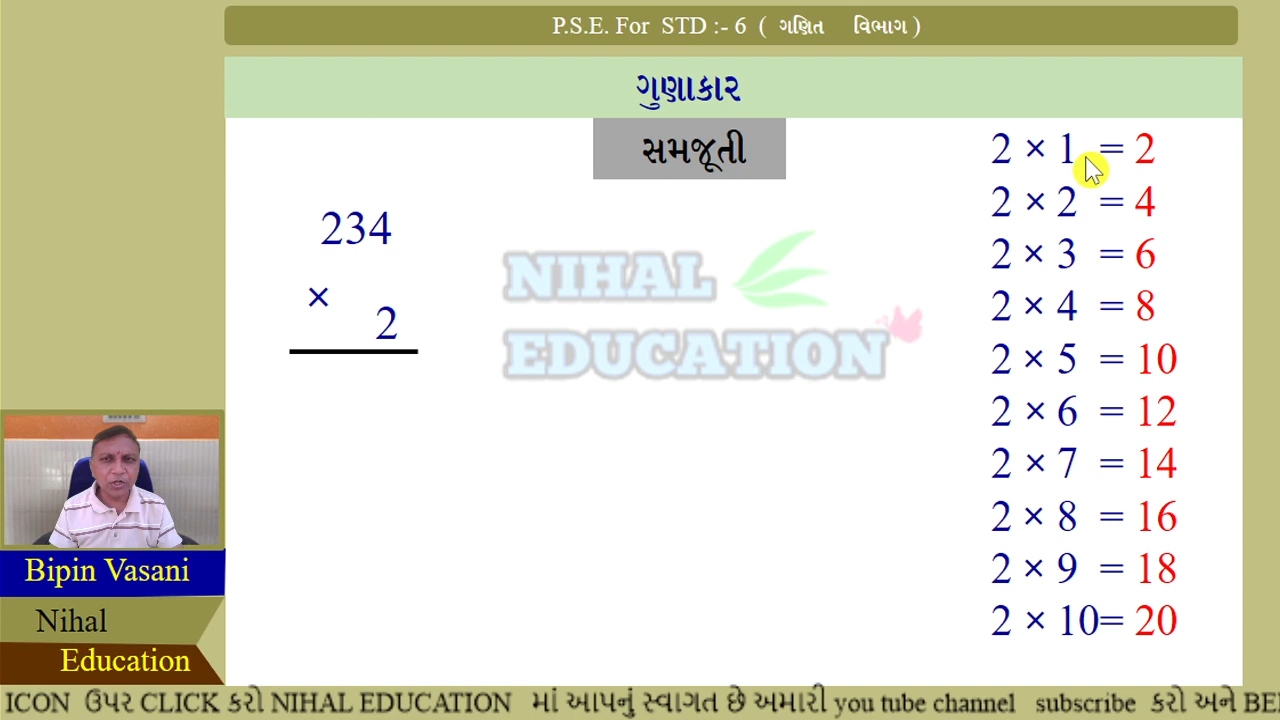 P.S.E. For STD :- 6 ( ગણિત વિભાગ )
ગુણાકાર
સમજૂતી
234
× 2
2 × 1 = 2
2 × 2 = 4
2 × 3 = 6
2 × 4 = 8
2 × 5 = 10
2 × 6 = 12
2 × 7 = 14
2 × 8 = 16
2 × 9 = 18
2 × 10= 20
NIHAL
EDUCATION
Bipin Vasani
Nihal
Education
ICON ઉપર CLICK કરો NIHAL EDUCATION માં આપનું સ્વાગત છે અમારી you tube channel subscribe કરો અને